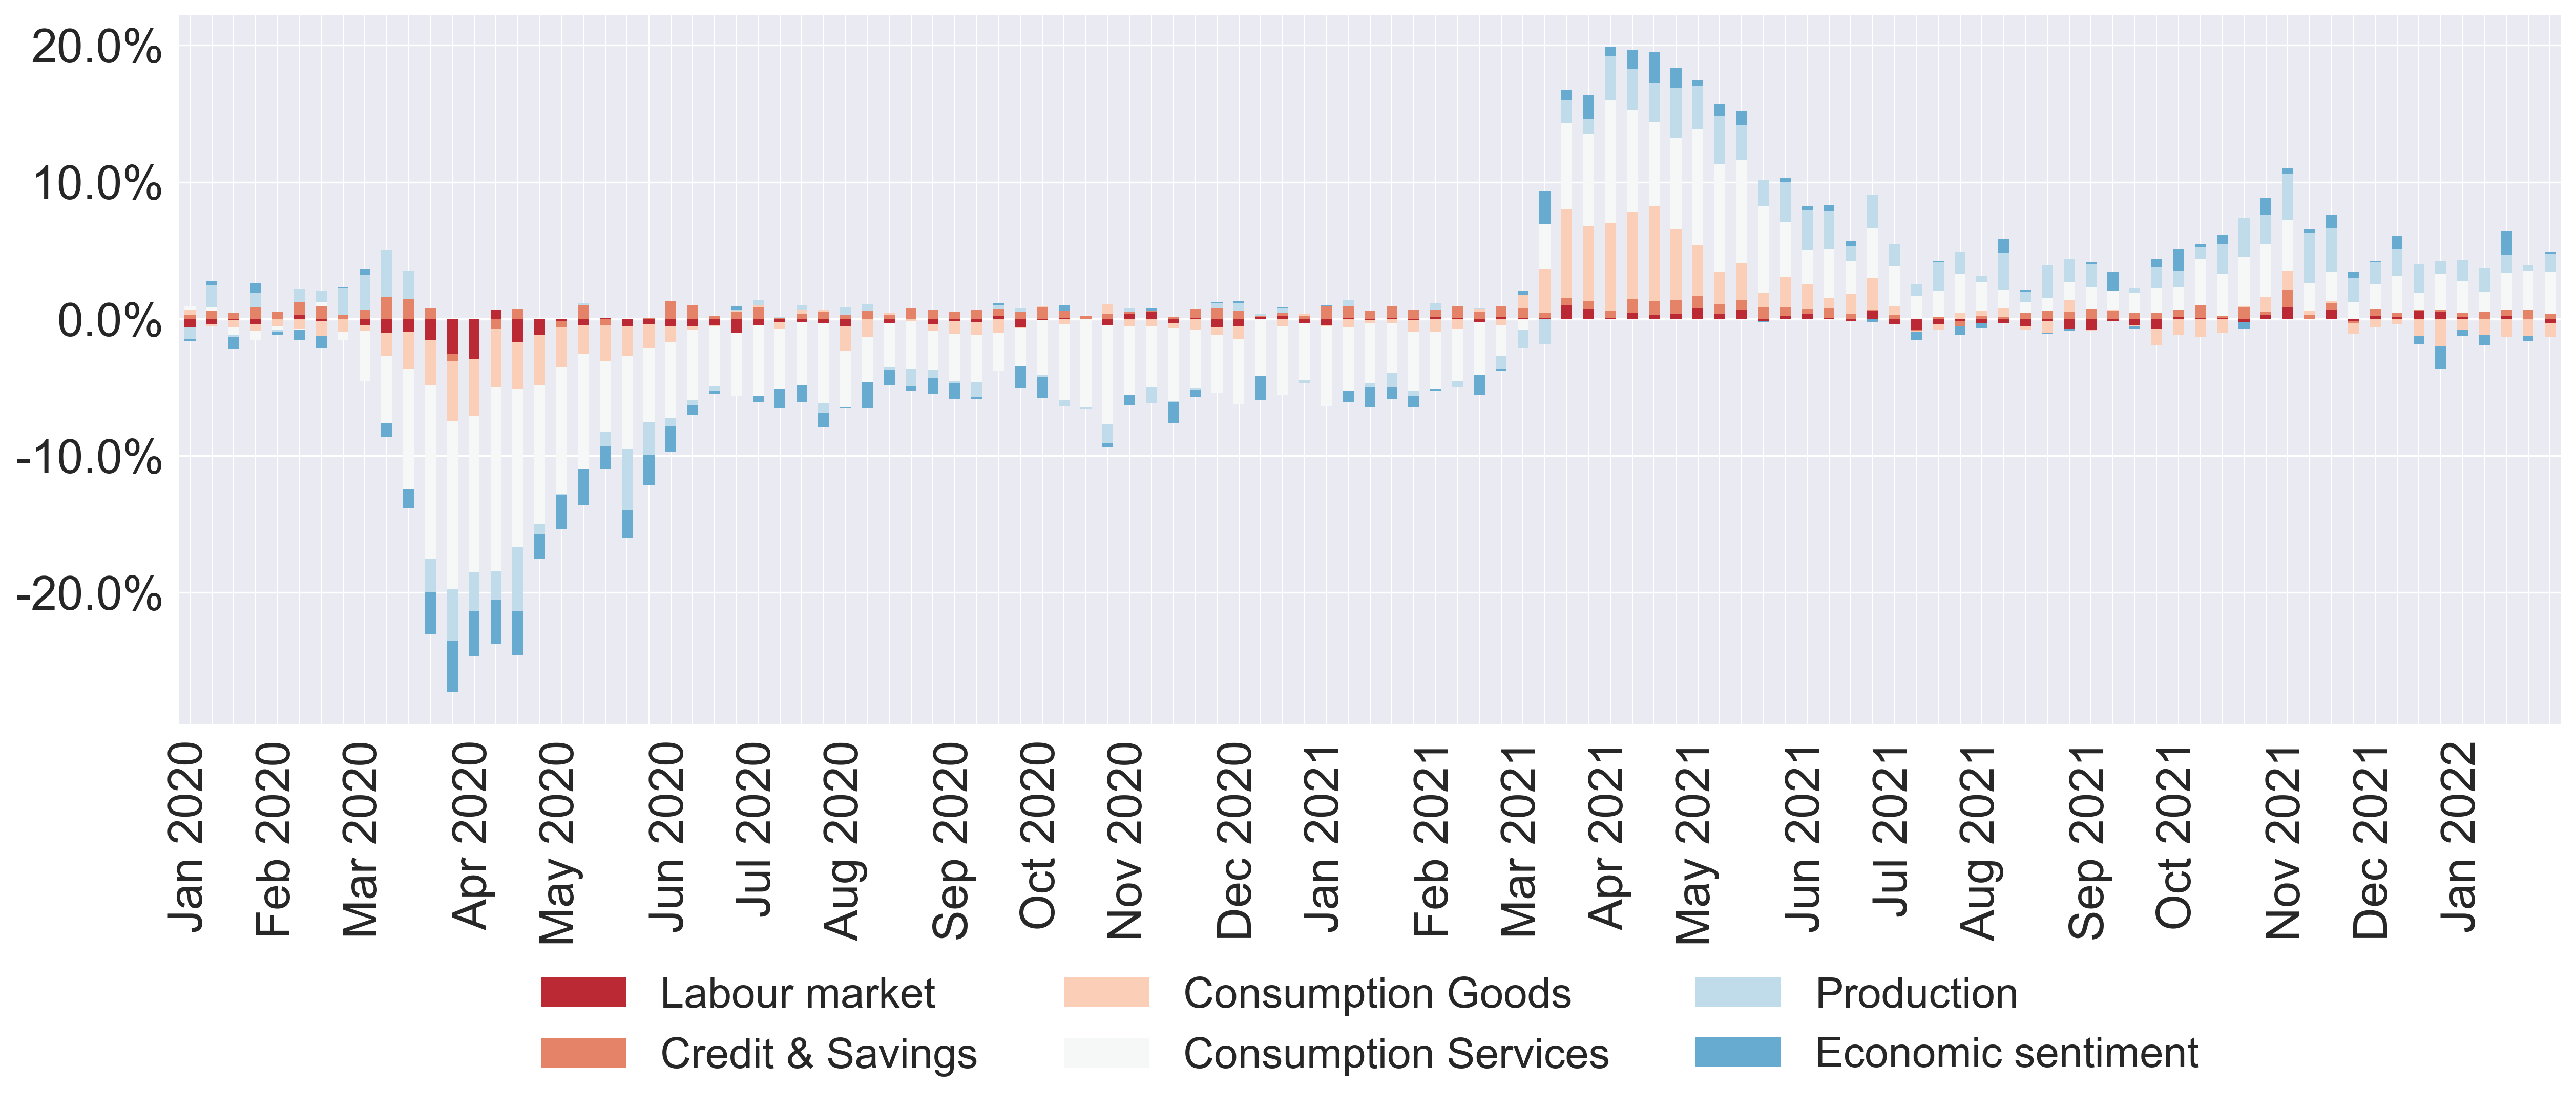 20.0%
10.0%
0.0%
-10.0%
-20.0%
Jan 2020
Feb 2020
Mar 2020
Apr 2020
May 2020
Jun 2020
Jul 2020
Aug 2020
Sep 2020
Oct 2020
Nov 2020
Dec 2020
Jan 2021
Feb 2021
Mar 2021
Apr 2021
May 2021
Jun 2021
Jul 2021
Aug 2021
Sep 2021
Oct 2021
Nov 2021
Dec 2021
Jan 2022
Labour market
Consumption Goods
Production
Credit & Savings
Consumption Services
Economic sentiment